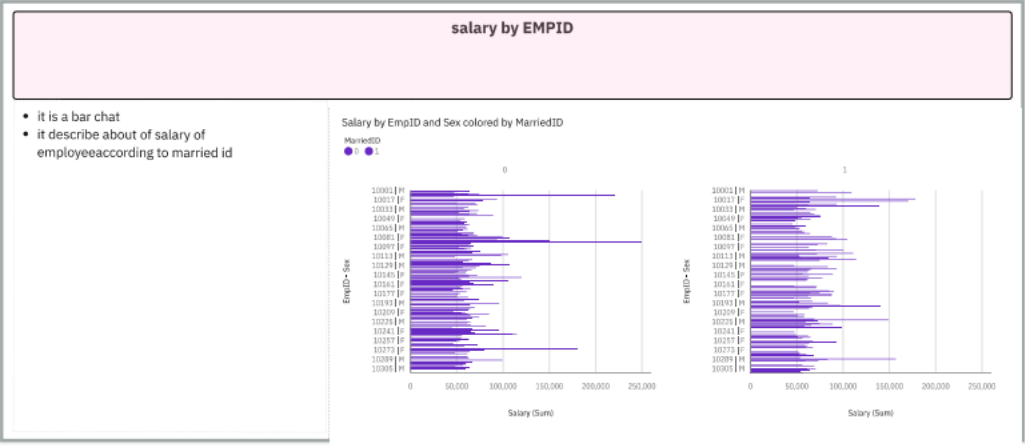 salary by EMPID
• it is a bar chat
• it describe about of salary of
employeeaccording to married id
Salary by EmpID and Sex colored by MarriedID
MarriedID
0 1
0
10001 | M
10017 | F
10033 | M
10049 | F
10065 | M
10081 | F
10097 | F
10113 | M
10129 | M
10145 | F
10161 | F
10177 | F
10193 | M
10209 | F
10225 | M
10241 | F
10257 | F
10273 | F
10289 | M
10305 | M
EmpID • Sex
0 50,000 100,000 150,000 200,000 250,000
Salary (Sum)
1
10001 | M
10017 | F
10033 | M
10049 | F
10065 | M
10081 | F
10097 | F
10113 | M
10129 | M
10145 | F
10161 | F
10177 | F
10193 | M
10209 | F
10225 | M
10241 | F
10257 | F
10273 | F
10289 | M
10305 | M
EmpID • Sex
0 50,000 100,000 150,000 200,000 250,000
Salary (Sum)